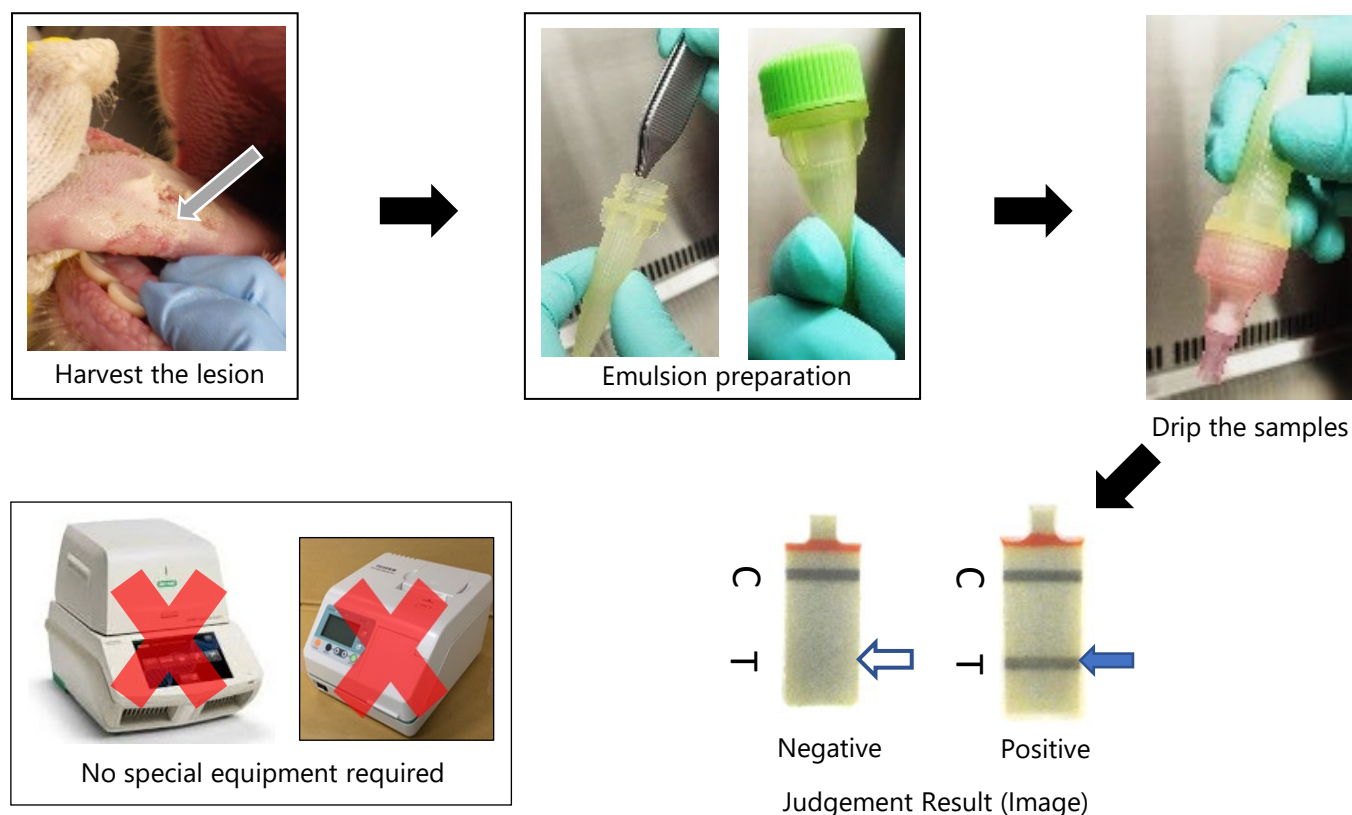 Harvest the lesion
Emulsion preparation
Drip the samples
No special equipment required
C
T
C
T
Negative
Positive
Judgement Result (Image)